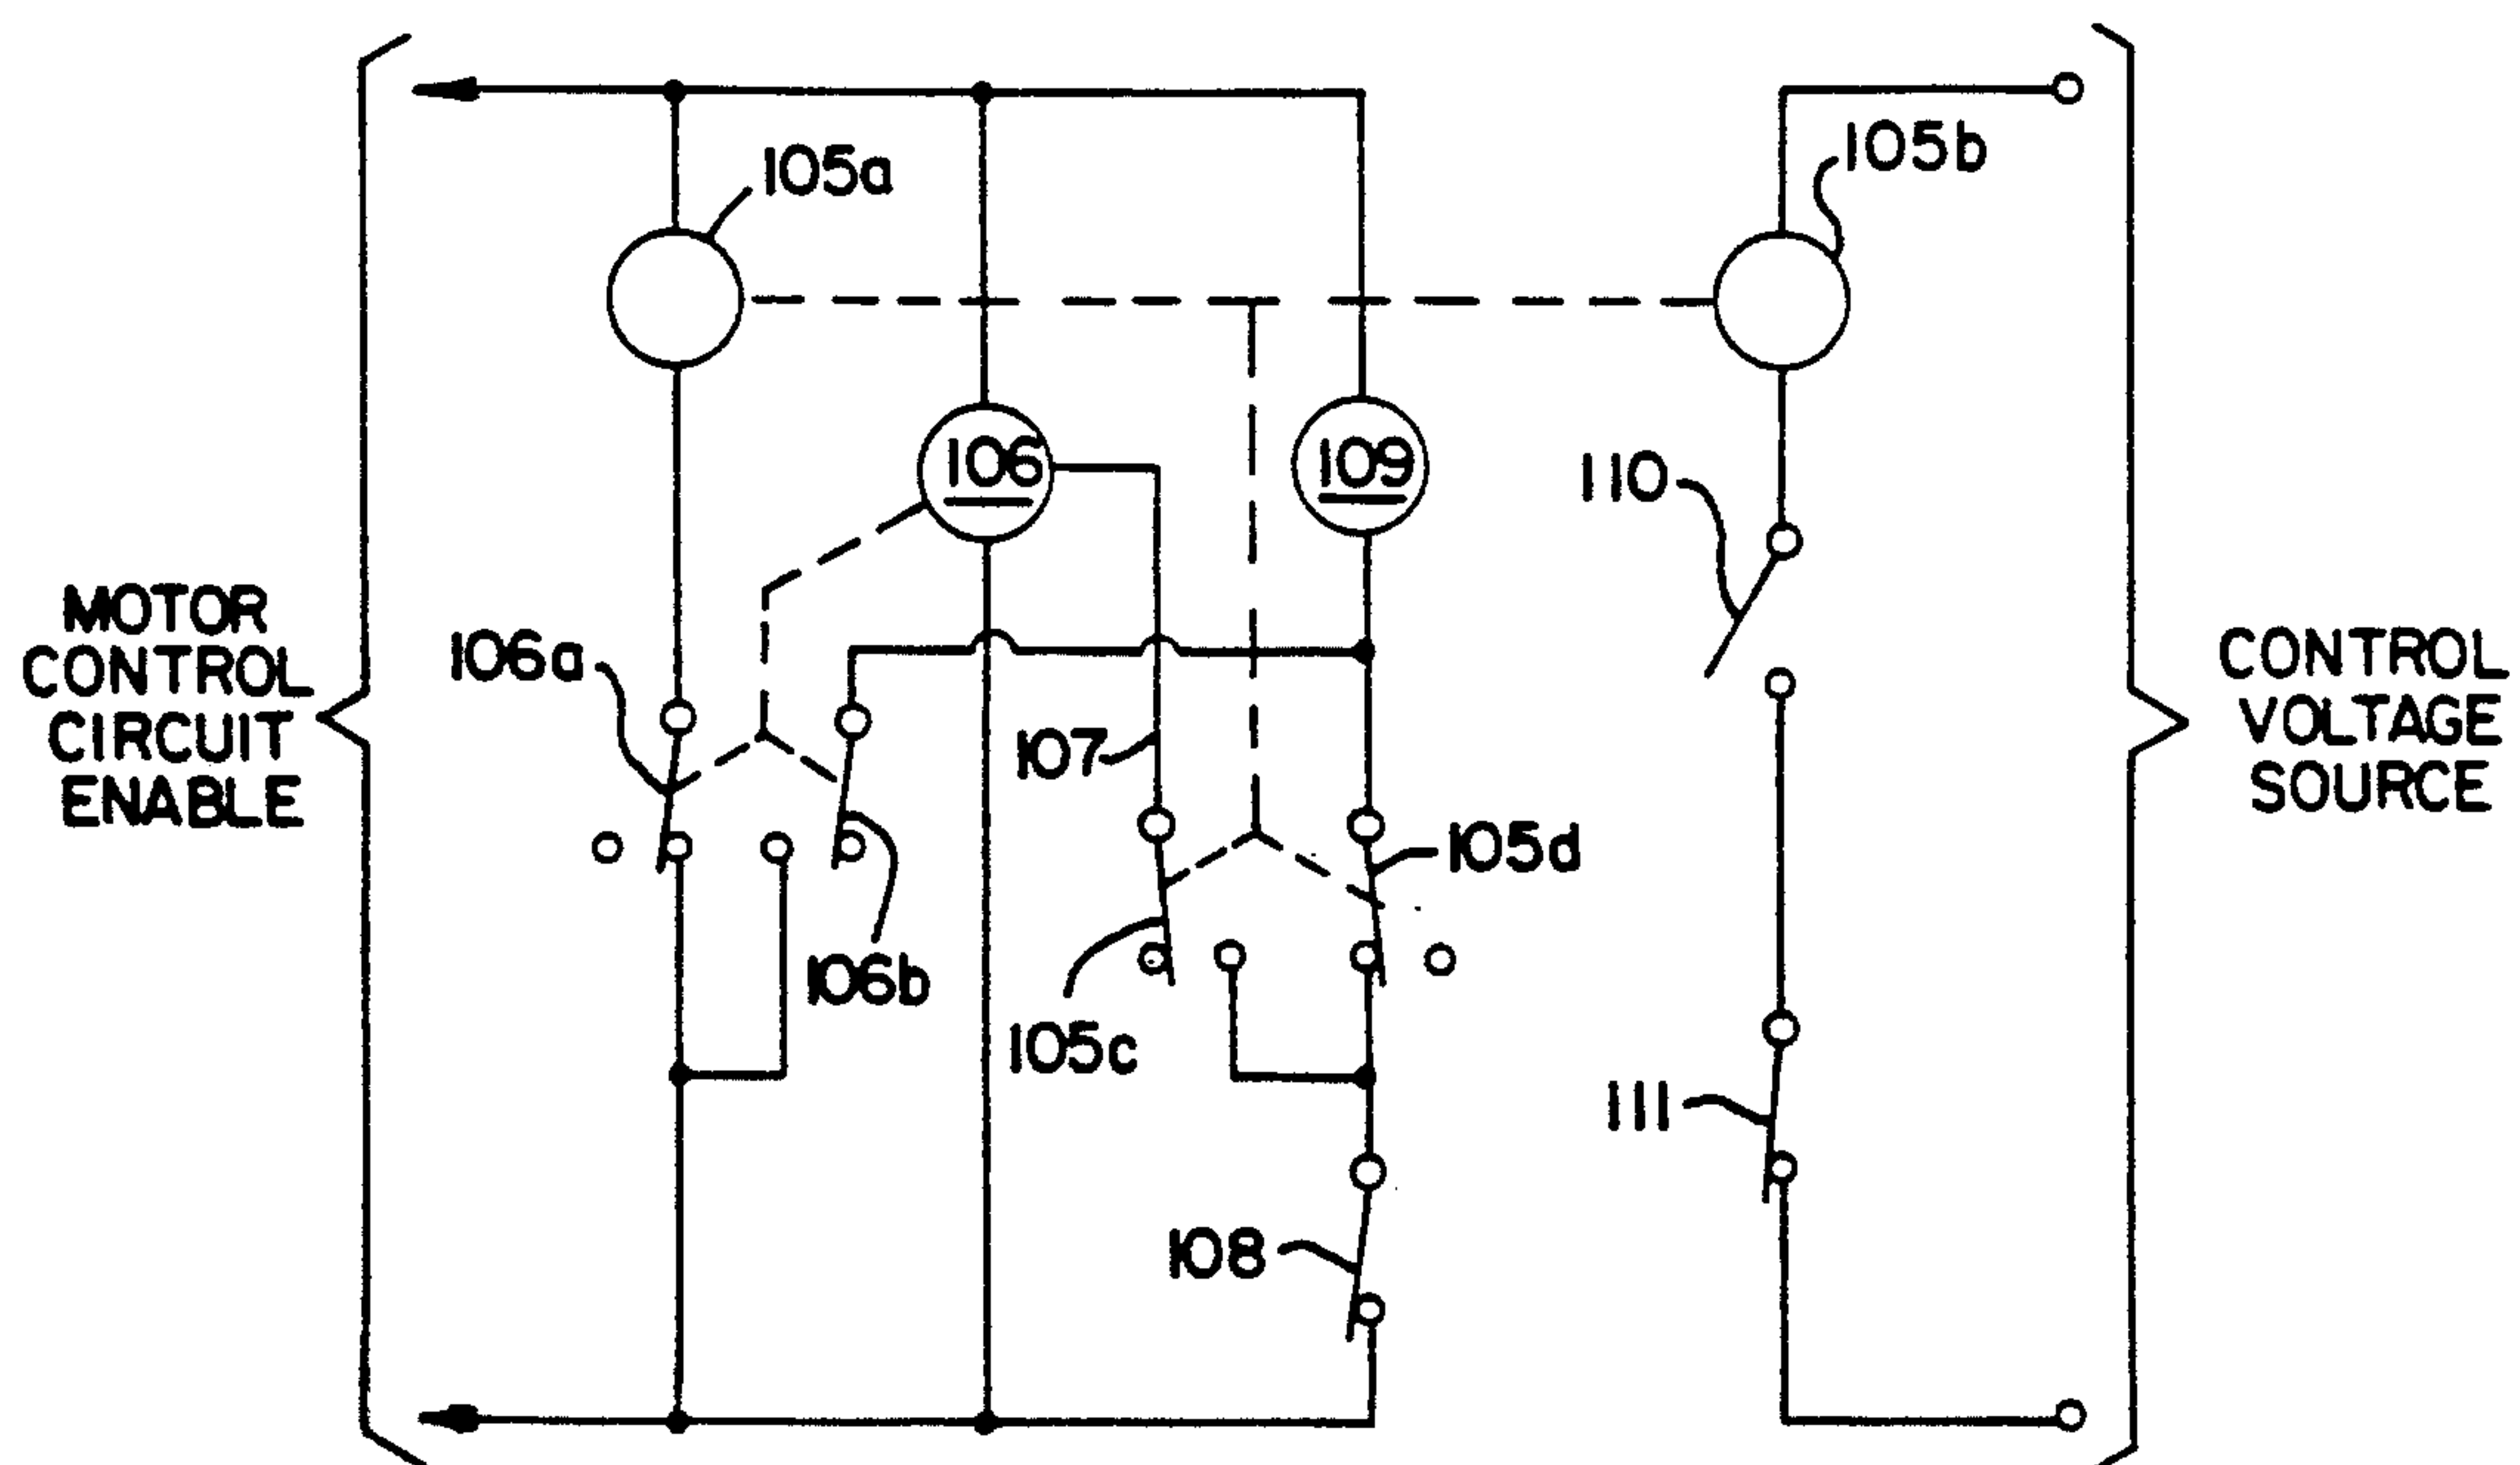 105a
105b
106
109
110
MOTOR
CONTROL
CIRCUIT
ENABLE
106a
107
CONTROL
VOLTAGE
SOURCE
105d
106b
105c
111
108